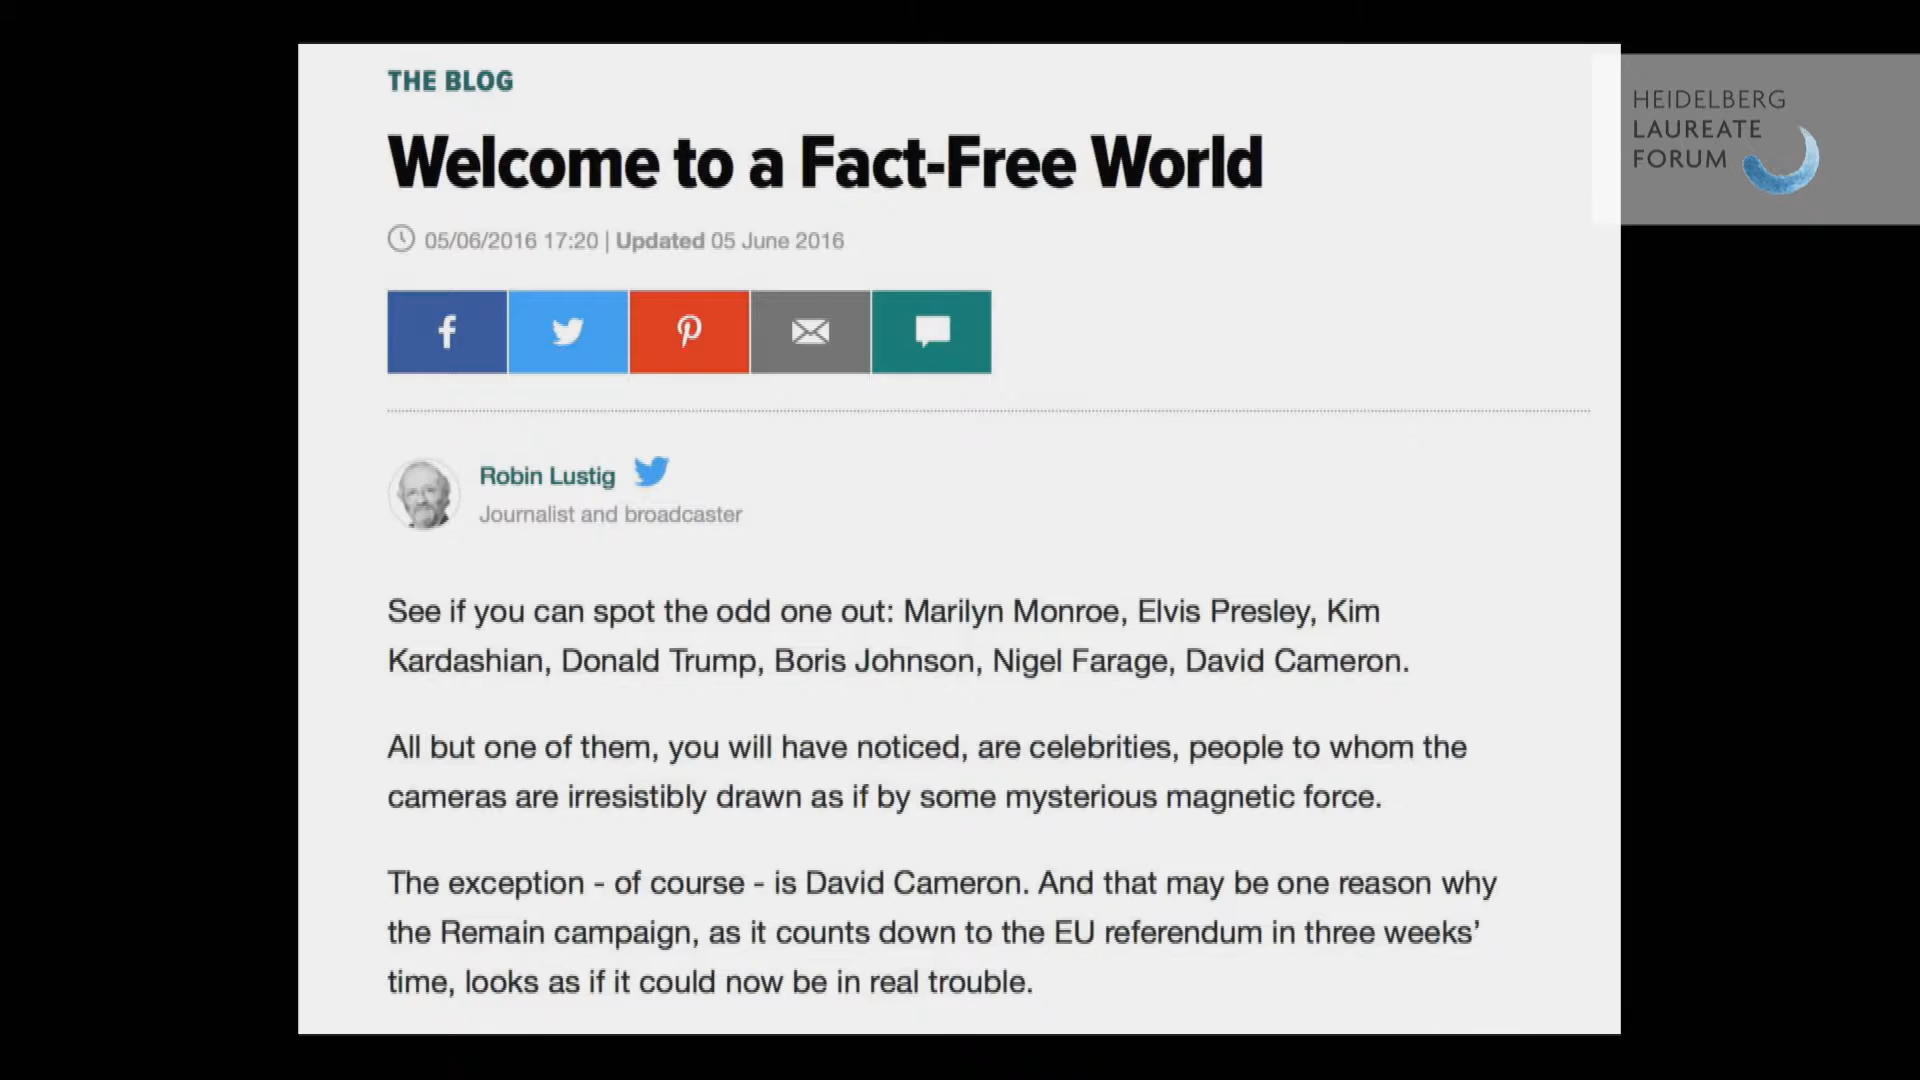 THE BLOG
Welcome to a Fact-Free World
05/06/2016 17:20 | Updated 05 June 2016
Robin Lustig
Journalist and broadcaster
See if you can spot the odd one out: Marilyn Monroe, Elvis Presley, Kim
Kardashian, Donald Trump, Boris Johnson, Nigel Farage, David Cameron.
All but one of them, you will have noticed, are celebrities, people to whom the
cameras are irresistibly drawn as if by some mysterious magnetic force.
The exception - of course - is David Cameron. And that may be one reason why
the Remain campaign, as it counts down to the EU referendum in three weeks’
time, looks as if it could now be in real trouble.
HEIDELBERG
LAUREATE
FORUM